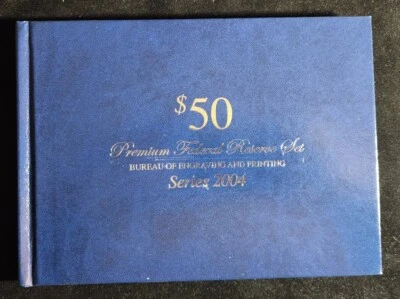 $50
Premium Federal Reserve Set
BUREAU OF ENGRAVING AND PRINTING
Series 2004